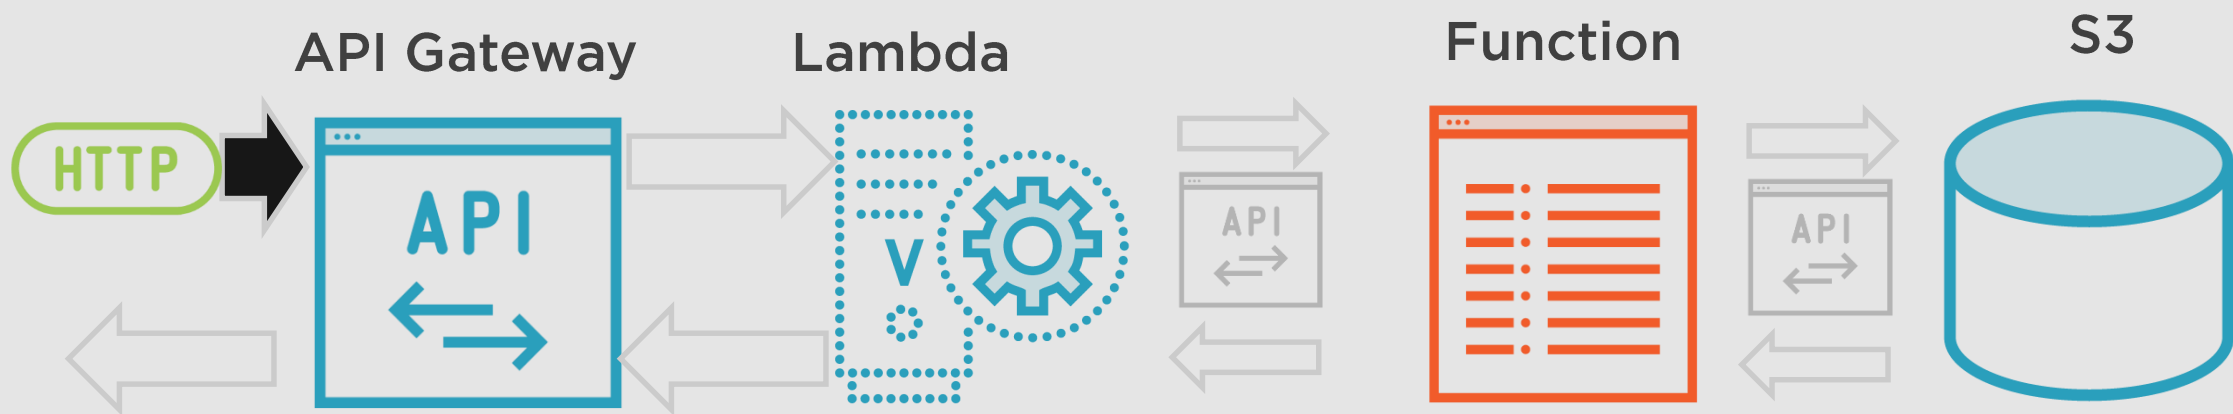 API Gateway
Lambda
Function
S3
HTTP
API
V
API
API